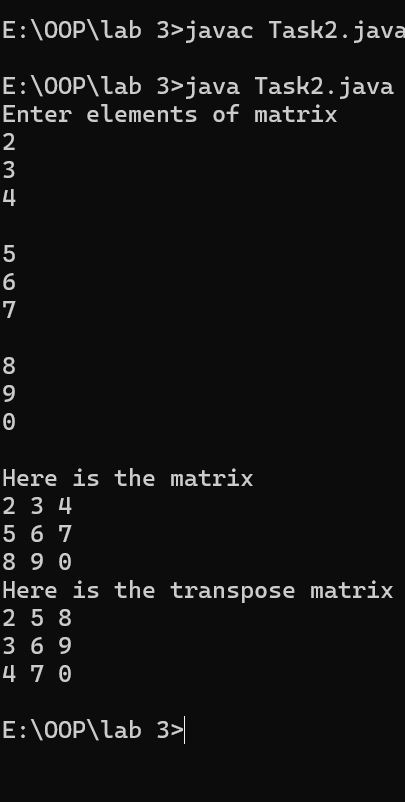 E:\OOP\lab 3>javac Task2.java
E:\OOP\lab 3>java Task2.java
Enter elements of matrix
2
3
4
5
6
7
8
9
0
Here is the matrix
2 3 4
5 6 7
8 9 0
Here is the transpose matrix
2 5 8
3 6 9
4 7 0
E:\OOP\lab 3>